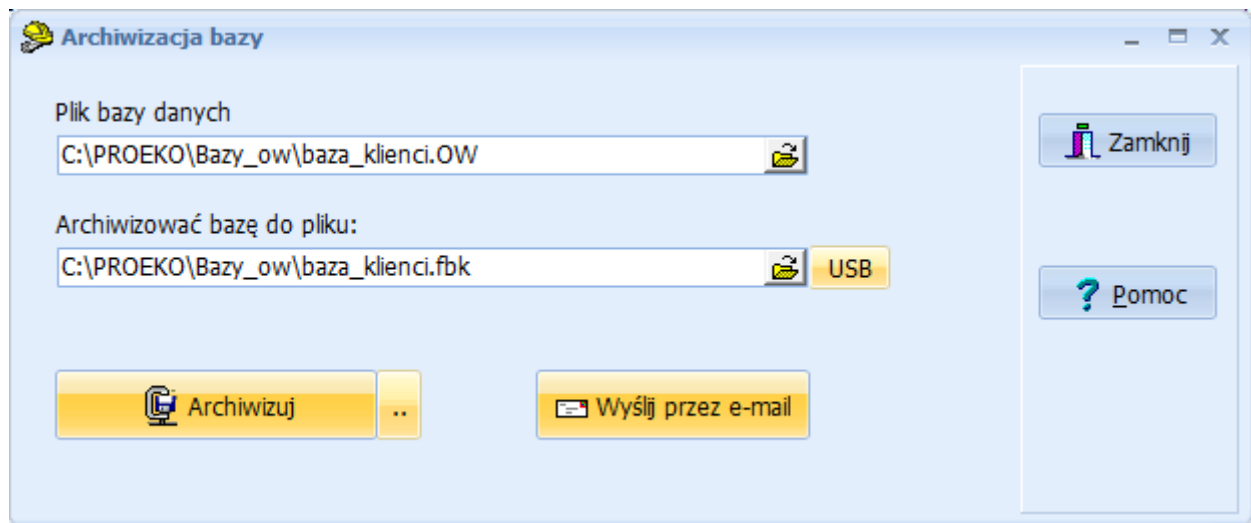 Archiwizacja bazy
Plik bazy danych
C:\PROEKO\Bazy_ow\baza_klienci.OW
Zamknij
Archiwizować bazę do pliku:
C:\PROEKO\Bazy_ow\baza_klienci.fbk
USB
? Pomoc
Archiwizuj
..
Wyślij przez e-mail